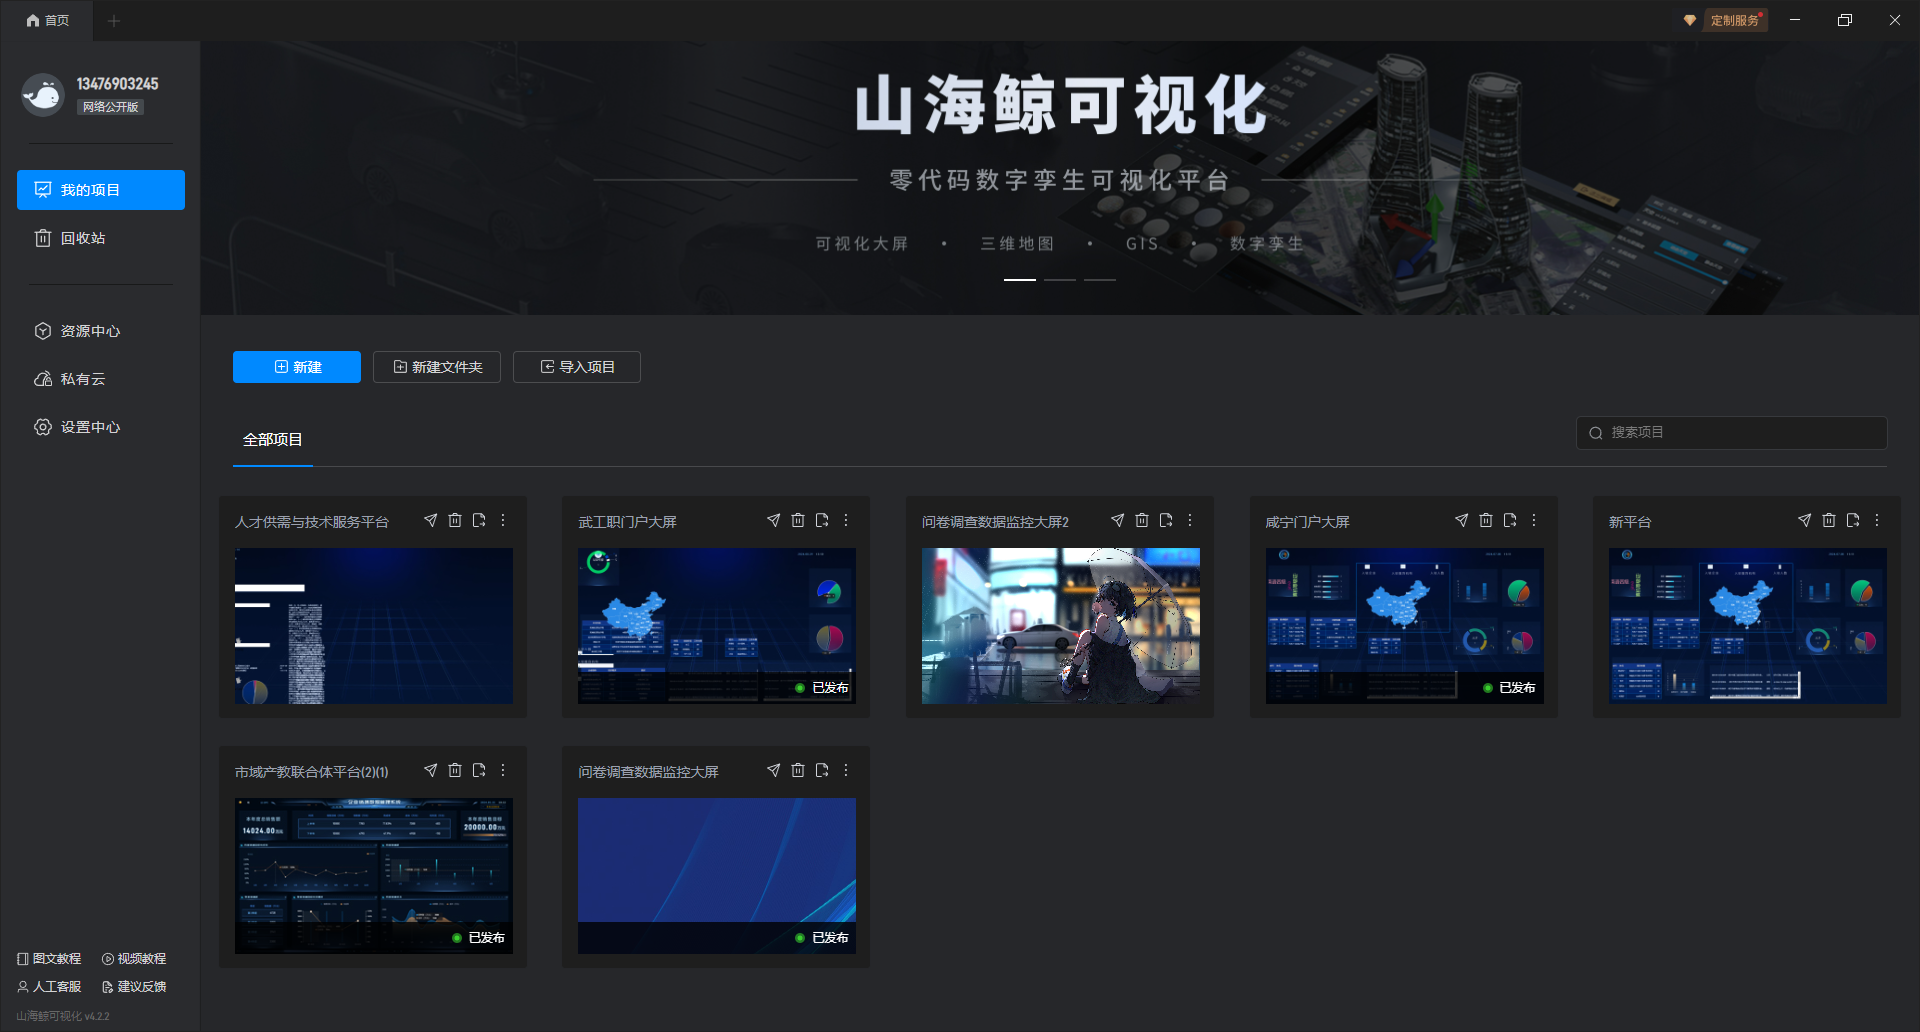 首页
定制服务
13476903245
网络公开版
我的项目
回收站
资源中心
私有云
设置中心
图文教程
视频教程
人工客服
建议反馈
山海鲸可视化 v4.2.2
山海鲸可视化
零代码数字孪生可视化平台
可视化大屏 • 三维地图 • GIS • 数字孪生
新建
新建文件夹
导入项目
全部项目
搜索项目
人才供需与技术服务平台
武工职门户大屏
已发布
问卷调查数据监控大屏2
咸宁门户大屏
已发布
新平台
市域产教联合体平台(2)(1)
14024.00
20000.00
已发布
问卷调查数据监控大屏
已发布